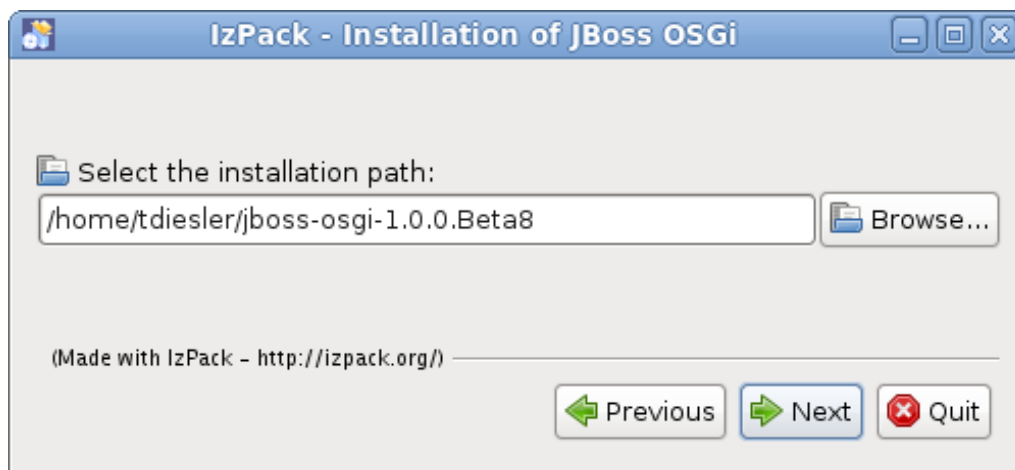 IzPack - Installation of JBoss OSGi
Select the installation path:
/home/tdiesler/jboss-osgi-1.0.0.Beta8
Browse...
(Made with IzPack - http://izpack.org/)
Previous
Next
Quit